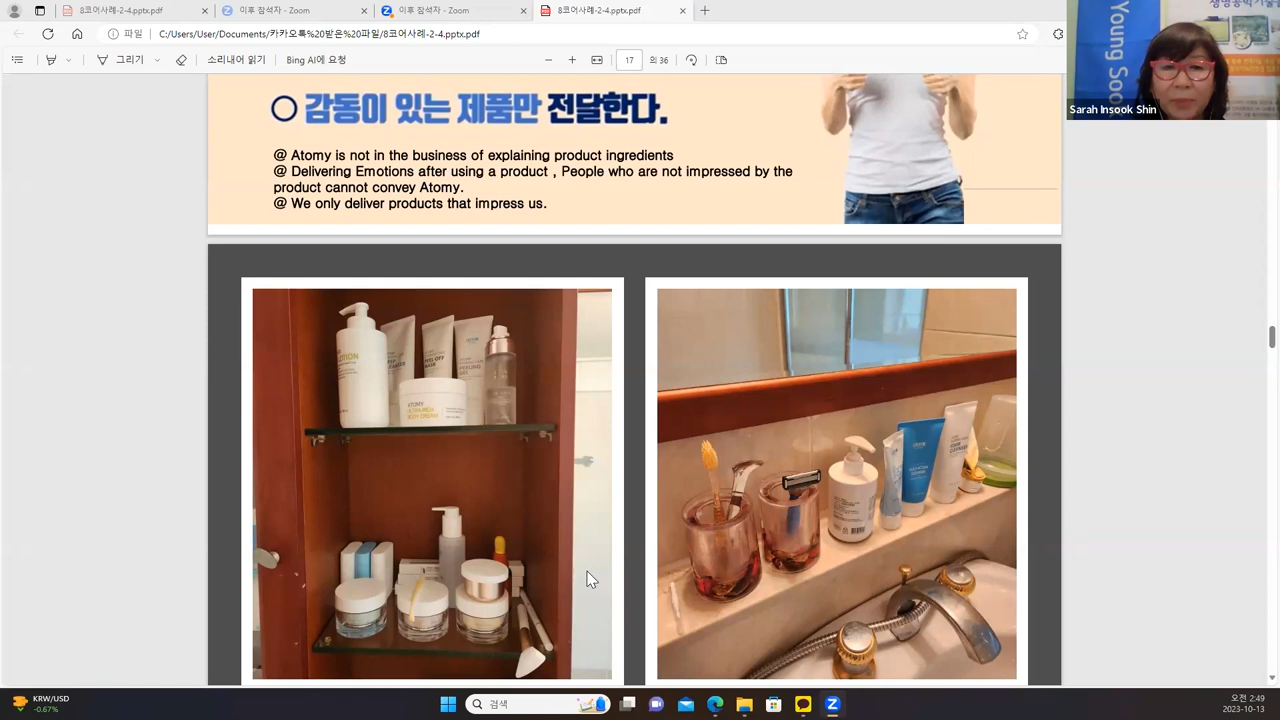 8코어사례-2-4.pptx.pdf
이후 참석자 - Zoom
이후 참석자 - Zoom
8코어사례-2-4.pptx.pdf
파일
C:/Users/User/Documents/카카오톡%20받은%20파일/8코어사례-2-4.pptx.pdf
그리기
소리내어 읽기
Bing AI에 요청
17
의 36
Young Sook
Sarah Insook Shin
감동이 있는 제품만 전달한다.
@ Atomy is not in the business of explaining product ingredients
@ Delivering Emotions after using a product , People who are not impressed by the
product cannot convey Atomy.
@ We only deliver products that impress us.
PEEL OFF
MASK
PEELING
GEL
ATOMY
KRW/USD
-0.67%
검색
오전 2:49
2023-10-13